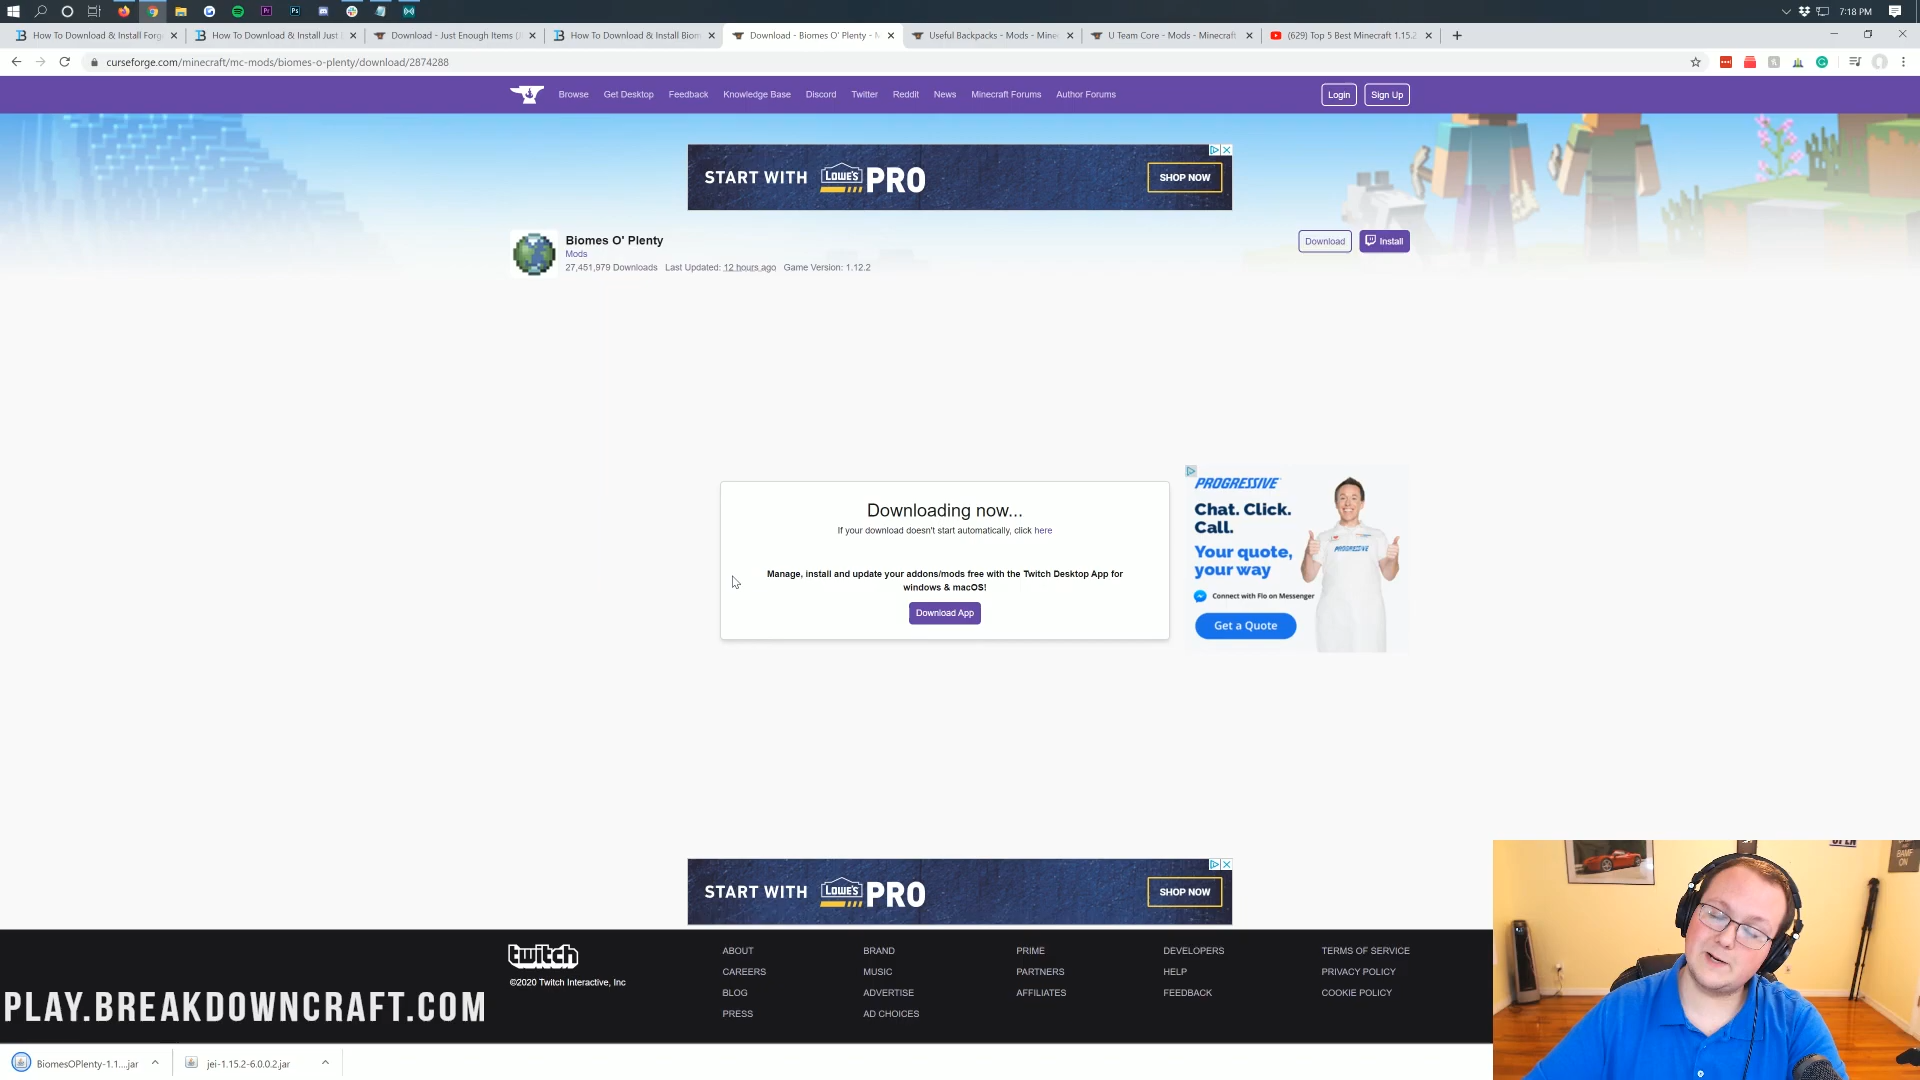 7:18 PM
How To Download & Install Forg
How To Download & Install Just
Download - Just Enough Items (J
How To Download & Install Biom
Download - Biomes O' Plenty - M
Useful Backpacks - Mods - Minec
U Team Core - Mods - Minecraft
(629) Top 5 Best Minecraft 1.15.2
curseforge.com/minecraft/mc-mods/biomes-o-plenty/download/2874288
Browse Get Desktop Feedback Knowledge Base Discord Twitter Reddit News Minecraft Forums Author Forums Login Sign Up
START WITH LOWE'S PRO SHOP NOW
Biomes O' Plenty
Mods
27,451,979 Downloads Last Updated: 12 hours ago Game Version: 1.12.2
Download Install
Downloading now...
If your download doesn't start automatically, click here
Manage, install and update your addons/mods free with the Twitch Desktop App for
windows & macOS!
Download App
PROGRESSIVE
Chat. Click.
Call.
Your quote,
your way
Connect with Flo on Messenger
Get a Quote
PROGRESSIVE
START WITH LOWE'S PRO SHOP NOW
twitch
©2020 Twitch Interactive, Inc
ABOUT BRAND PRIME DEVELOPERS TERMS OF SERVICE
CAREERS MUSIC PARTNERS HELP PRIVACY POLICY
BLOG ADVERTISE AFFILIATES FEEDBACK COOKIE POLICY
PRESS AD CHOICES
PLAY.BREAKDOWNCRAFT.COM
BiomesOPlenty-1.1....jar
jei-1.15.2-6.0.0.2.jar
OPEN
BAMF
ON